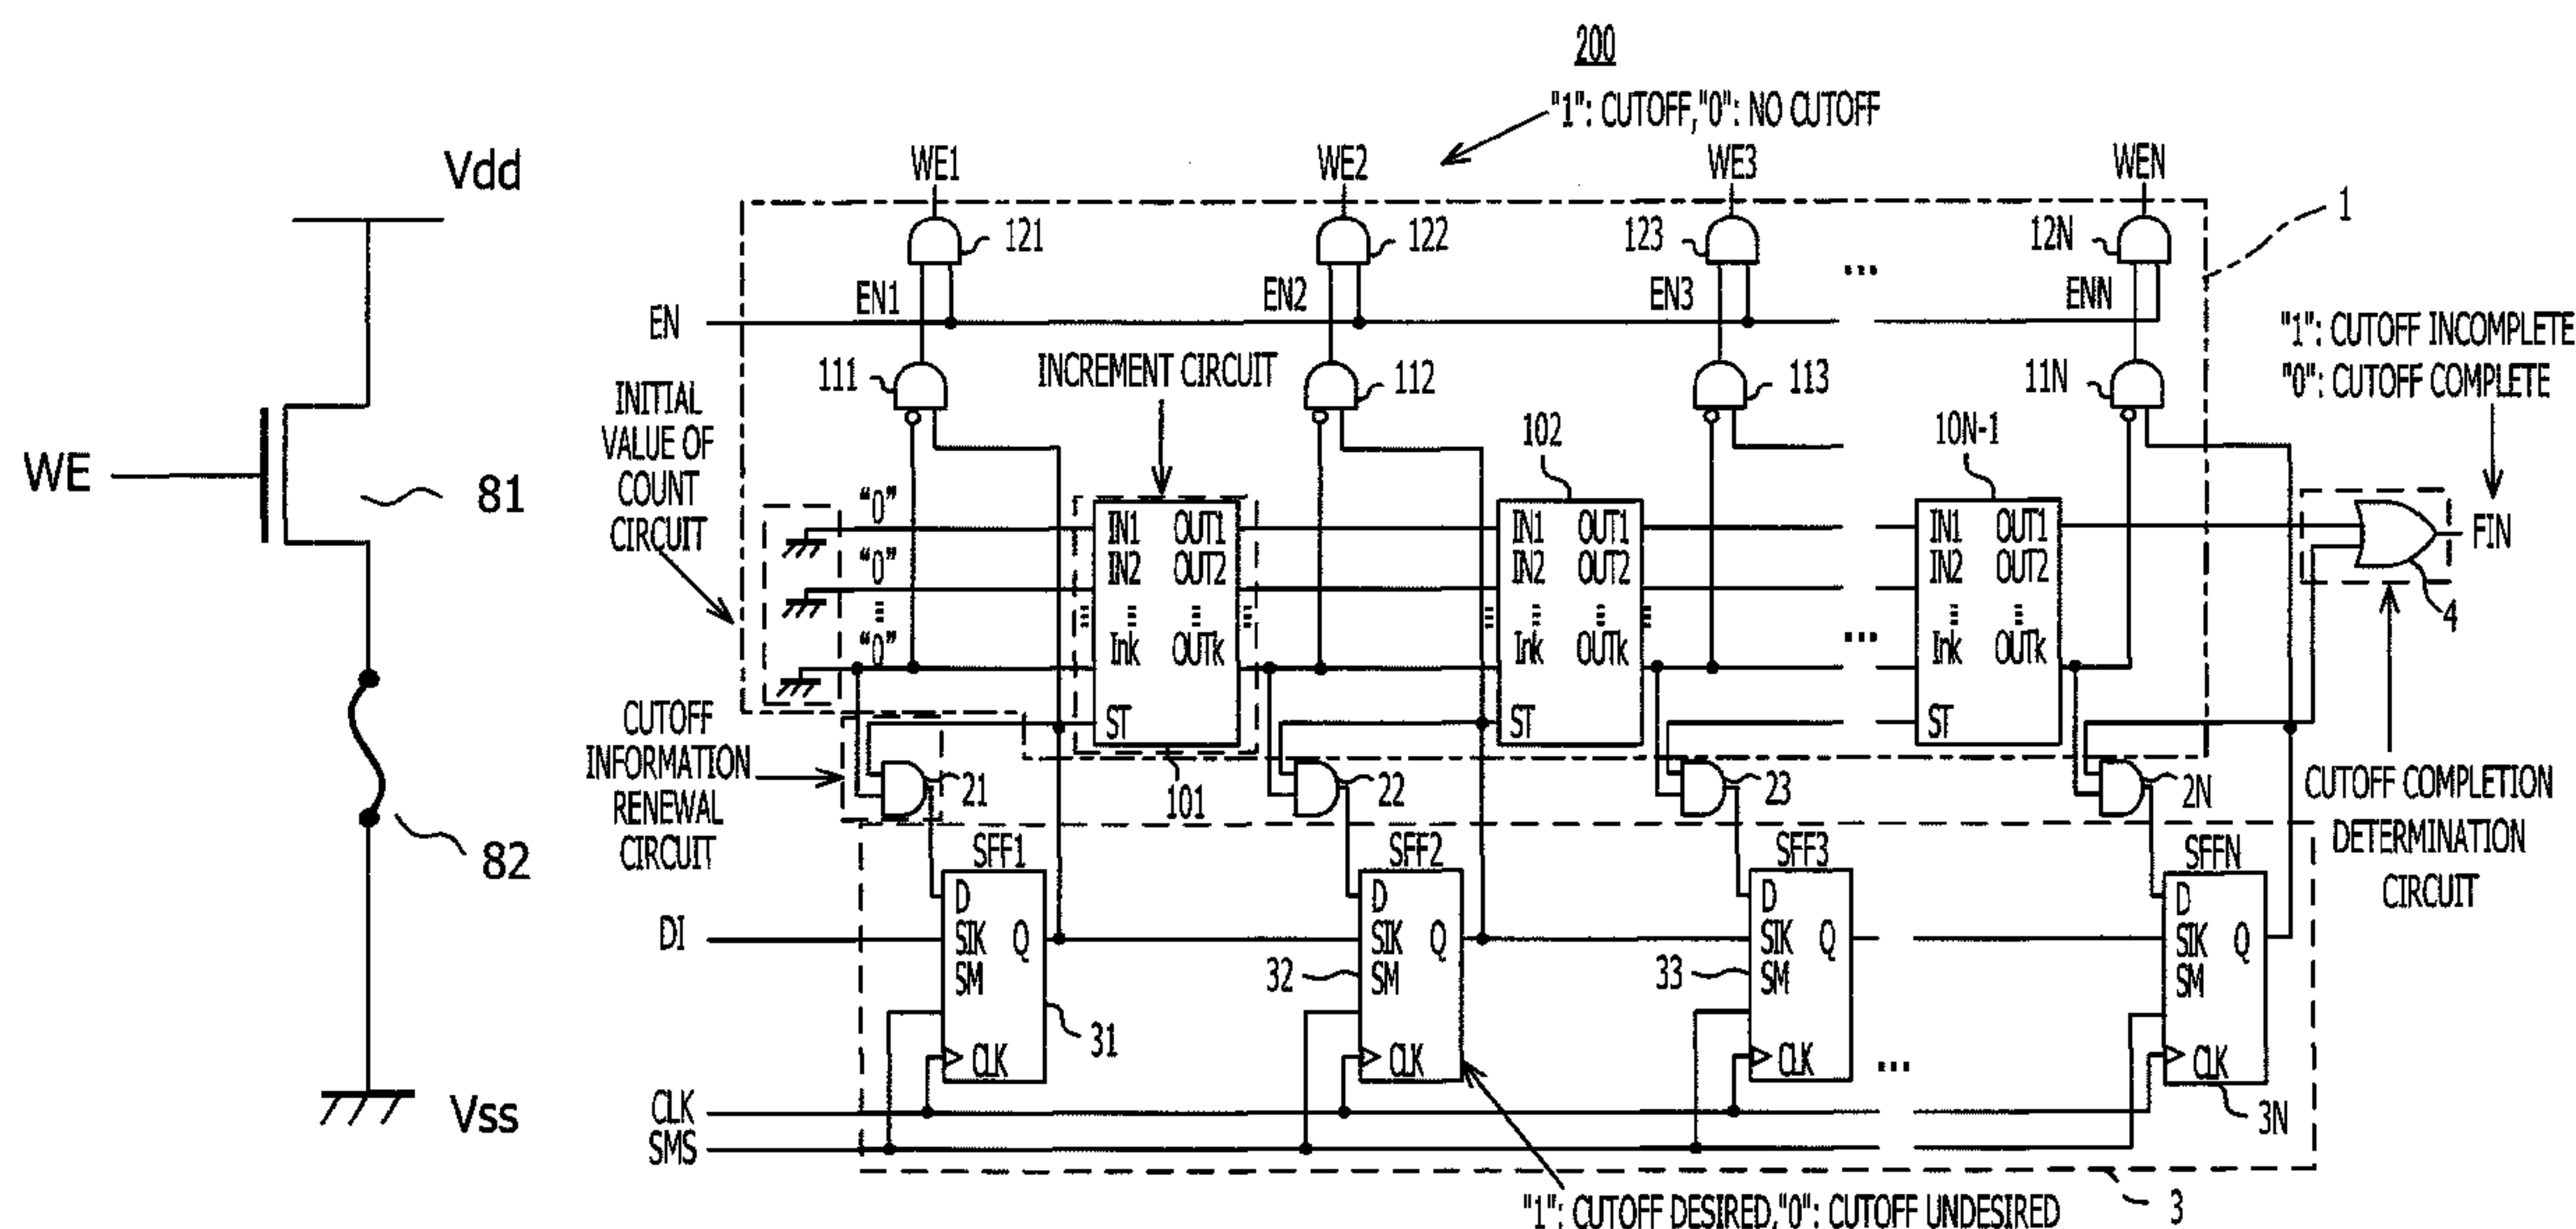 Vdd
WE
81
82
Vss
200
"1": CUTOFF,"0": NO CUTOFF
WE1
WE2
WE3
WEN
1
121
122
123
12N
...
EN
EN1
EN2
EN3
ENN
"1": CUTOFF INCOMPLETE
"0": CUTOFF COMPLETE
111
INCREMENT CIRCUIT
112
113
11N
INITIAL
VALUE OF
COUNT
CIRCUIT
102
10N-1
“0”
“0”
...
“0”
IN1 OUT1
IN2 OUT2
... ...
Ink OUTk
ST
...
...
IN1 OUT1
IN2 OUT2
... ...
Ink OUTk
ST
...
...
...
IN1 OUT1
IN2 OUT2
... ...
Ink OUTk
ST
FIN
4
CUTOFF
INFORMATION
RENEWAL
CIRCUIT
21
101
22
23
2N
CUTOFF COMPLETION
DETERMINATION
CIRCUIT
SFF1
SFF2
SFF3
SFFN
DI
D
SIK Q
SM
CLK
31
32
D
SIK Q
SM
CLK
33
D
SIK Q
SM
CLK
...
D
SIK Q
SM
CLK
3N
CLK
SMS
"1": CUTOFF DESIRED,"0": CUTOFF UNDESIRED
3